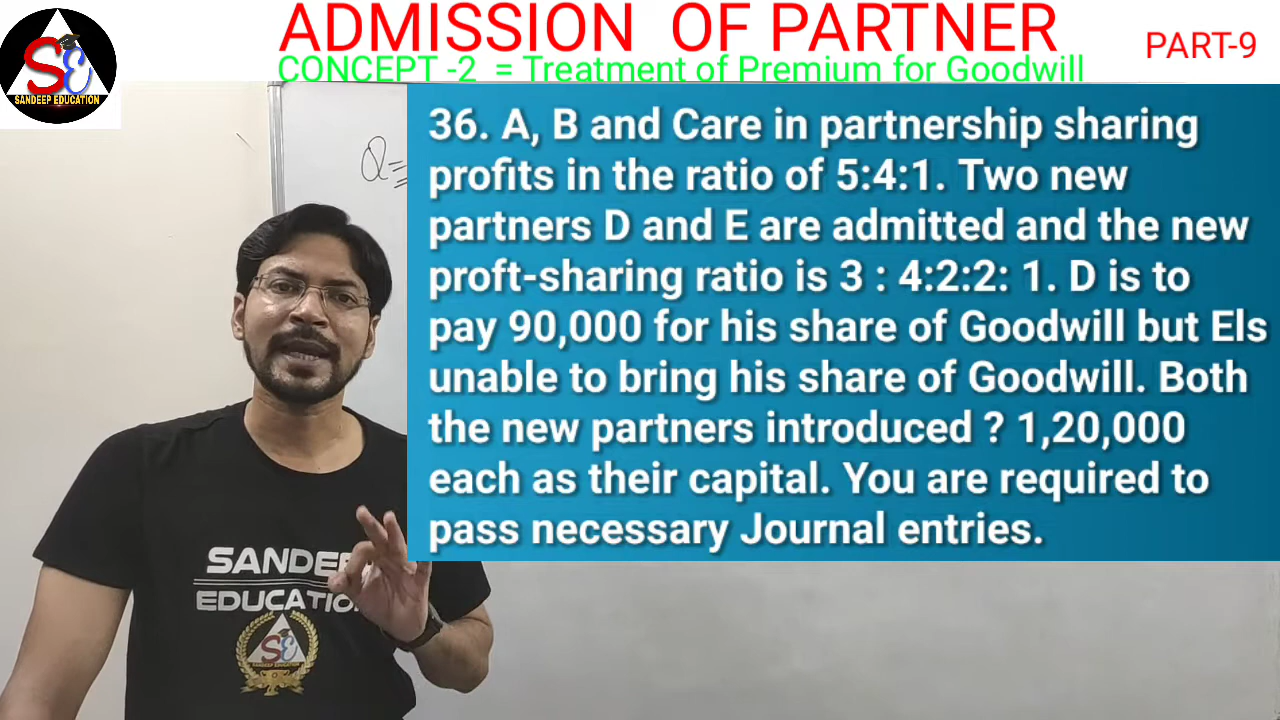 ADMISSION OF PARTNER
PART-9
CONCEPT -2 = Treatment of Premium for Goodwill
SE
SANDEEP EDUCATION
Q=
36. A, B and Care in partnership sharing
profits in the ratio of 5:4:1. Two new
partners D and E are admitted and the new
proft-sharing ratio is 3 : 4:2:2: 1. D is to
pay 90,000 for his share of Goodwill but Els
unable to bring his share of Goodwill. Both
the new partners introduced ? 1,20,000
each as their capital. You are required to
pass necessary Journal entries.
SANDEE
EDUCATIO
SE
SANDEEP EDUCATION